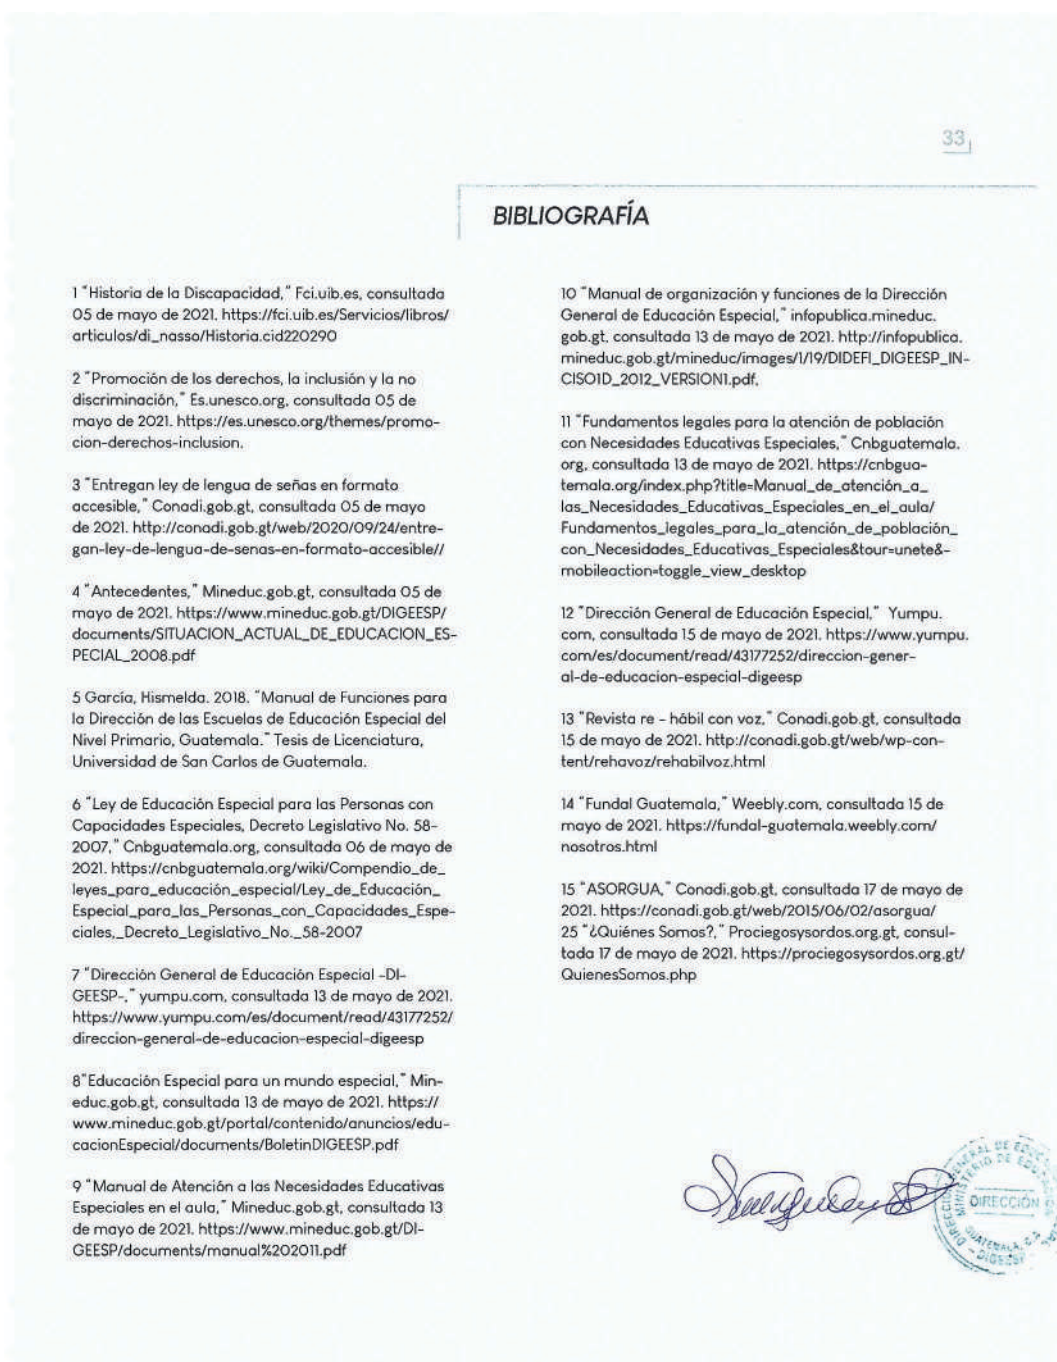 33
BIBLIOGRAFÍA
1 "Historia de la Discapacidad," Fci.uib.es, consultada
05 de mayo de 2021. https://fci.uib.es/Servicios/libros/
articulos/di_nasso/Historia.cid220290
2 "Promoción de los derechos, la inclusión y la no
discriminación," Es.unesco.org, consultada 05 de
mayo de 2021. https://es.unesco.org/themes/promo-
cion-derechos-inclusion.
3 "Entregan ley de lengua de señas en formato
accesible," Conadi.gob.gt, consultada 05 de mayo
de 2021. http://conadi.gob.gt/web/2020/09/24/entre-
gan-ley-de-lengua-de-senas-en-formato-accesible//
4 "Antecedentes," Mineduc.gob.gt, consultada 05 de
mayo de 2021. https://www.mineduc.gob.gt/DIGEESP/
documents/SITUACION_ACTUAL_DE_EDUCACION_ES-
PECIAL_2008.pdf
5 García, Hismelda. 2018. "Manual de Funciones para
la Dirección de las Escuelas de Educación Especial del
Nivel Primario, Guatemala." Tesis de Licenciatura,
Universidad de San Carlos de Guatemala.
6 "Ley de Educación Especial para las Personas con
Capacidades Especiales, Decreto Legislativo No. 58-
2007," Cnbguatemala.org, consultada 06 de mayo de
2021. https://cnbguatemala.org/wiki/Compendio_de_
leyes_para_educación_especial/Ley_de_Educación_
Especial_para_las_Personas_con_Capacidades_Espe-
ciales,_Decreto_Legislativo_No._58-2007
7 "Dirección General de Educación Especial -DI-
GEESP-," yumpu.com, consultada 13 de mayo de 2021.
https://www.yumpu.com/es/document/read/43177252/
direccion-general-de-educacion-especial-digeesp
8"Educación Especial para un mundo especial," Min-
educ.gob.gt, consultada 13 de mayo de 2021. https://
www.mineduc.gob.gt/portal/contenido/anuncios/edu-
cacionEspecial/documents/BoletinDIGEESP.pdf
9 "Manual de Atención a las Necesidades Educativas
Especiales en el aula," Mineduc.gob.gt, consultada 13
de mayo de 2021. https://www.mineduc.gob.gt/DI-
GEESP/documents/manual%202011.pdf
10 "Manual de organización y funciones de la Dirección
General de Educación Especial," infopublica.mineduc.
gob.gt, consultada 13 de mayo de 2021. http://infopublica.
mineduc.gob.gt/mineduc/images/1/19/DIDEFI_DIGEESP_IN-
CISO1D_2012_VERSION1.pdf.
11 "Fundamentos legales para la atención de población
con Necesidades Educativas Especiales," Cnbguatemala.
org, consultada 13 de mayo de 2021. https://cnbgua-
temala.org/index.php?title=Manual_de_atención_a_
las_Necesidades_Educativas_Especiales_en_el_aula/
Fundamentos_legales_para_la_atención_de_población_
con_Necesidades_Educativas_Especiales&tour=unete&-
mobileaction=toggle_view_desktop
12 "Dirección General de Educación Especial," Yumpu.
com, consultada 15 de mayo de 2021. https://www.yumpu.
com/es/document/read/43177252/direccion-gener-
al-de-educacion-especial-digeesp
13 "Revista re - hábil con voz," Conadi.gob.gt, consultada
15 de mayo de 2021. http://conadi.gob.gt/web/wp-con-
tent/rehavoz/rehabilvoz.html
14 "Fundal Guatemala," Weebly.com, consultada 15 de
mayo de 2021. https://fundal-guatemala.weebly.com/
nosotros.html
15 "ASORGUA," Conadi.gob.gt, consultada 17 de mayo de
2021. https://conadi.gob.gt/web/2015/06/02/asorgua/
25 "¿Quiénes Somos?," Prociegosysordos.org.gt, consul-
tada 17 de mayo de 2021. https://prociegosysordos.org.gt/
QuienesSomos.php
DIRECCIÓN
GUATEMALA, C.A.